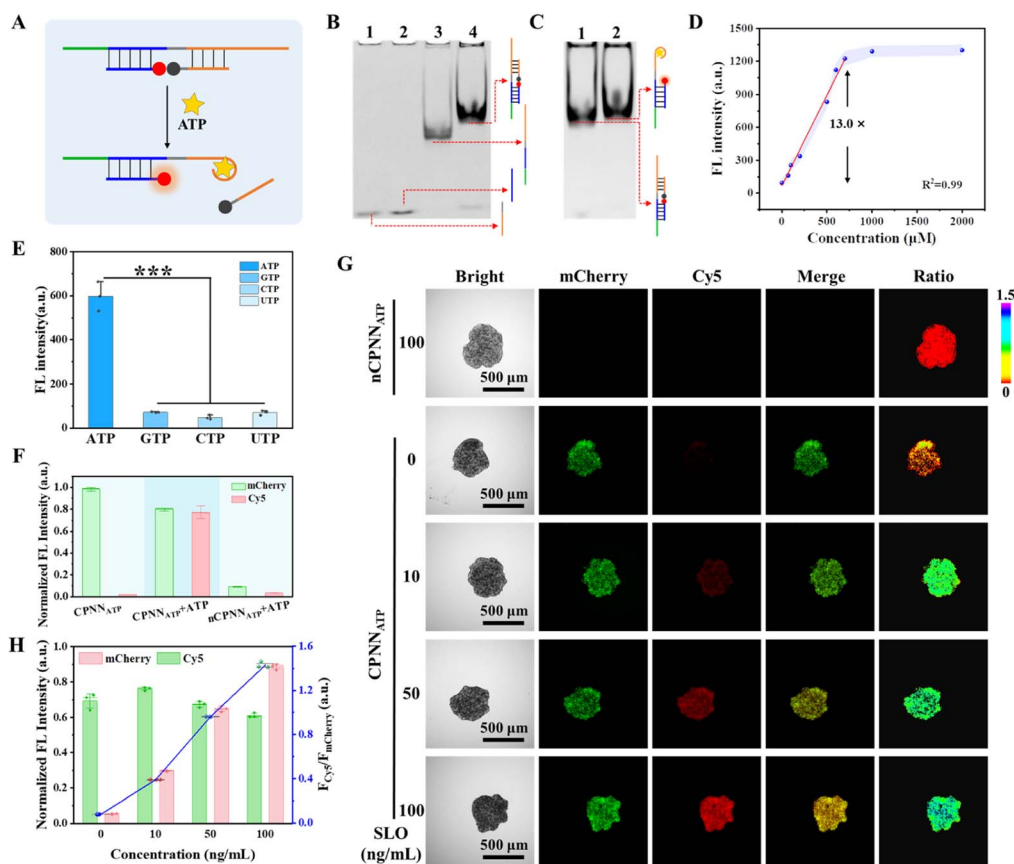 A
ATP
B
1 2 3 4
C
1 2
D
FL intensity (a.u.)
1500
1200
900
600
300
0
13.0 ×
R²=0.99
0 500 1000 1500 2000
Concentration (μM)
E
FL intensity(a.u.)
800
600
400
200
0
***
ATP
GTP
CTP
UTP
ATP GTP CTP UTP
F
Normalized FL Intensity (a.u.)
1.0
0.8
0.6
0.4
0.2
0.0
mCherry
Cy5
CPNN_ATP CPNN_ATP+ATP nCPNN_ATP+ATP
H
Normalized FL Intensity (a.u.)
1.0
0.8
0.6
0.4
0.2
0.0
mCherry Cy5
1.6
1.2
0.8
0.4
0.0
F_Cy5/F_mCherry (a.u.)
0 10 50 100
Concentration (ng/mL)
G
Bright mCherry Cy5 Merge Ratio
nCPNN_ATP
100
500 μm
1.5
0
CPNN_ATP
0
500 μm
10
500 μm
50
500 μm
100
500 μm
SLO
(ng/mL)